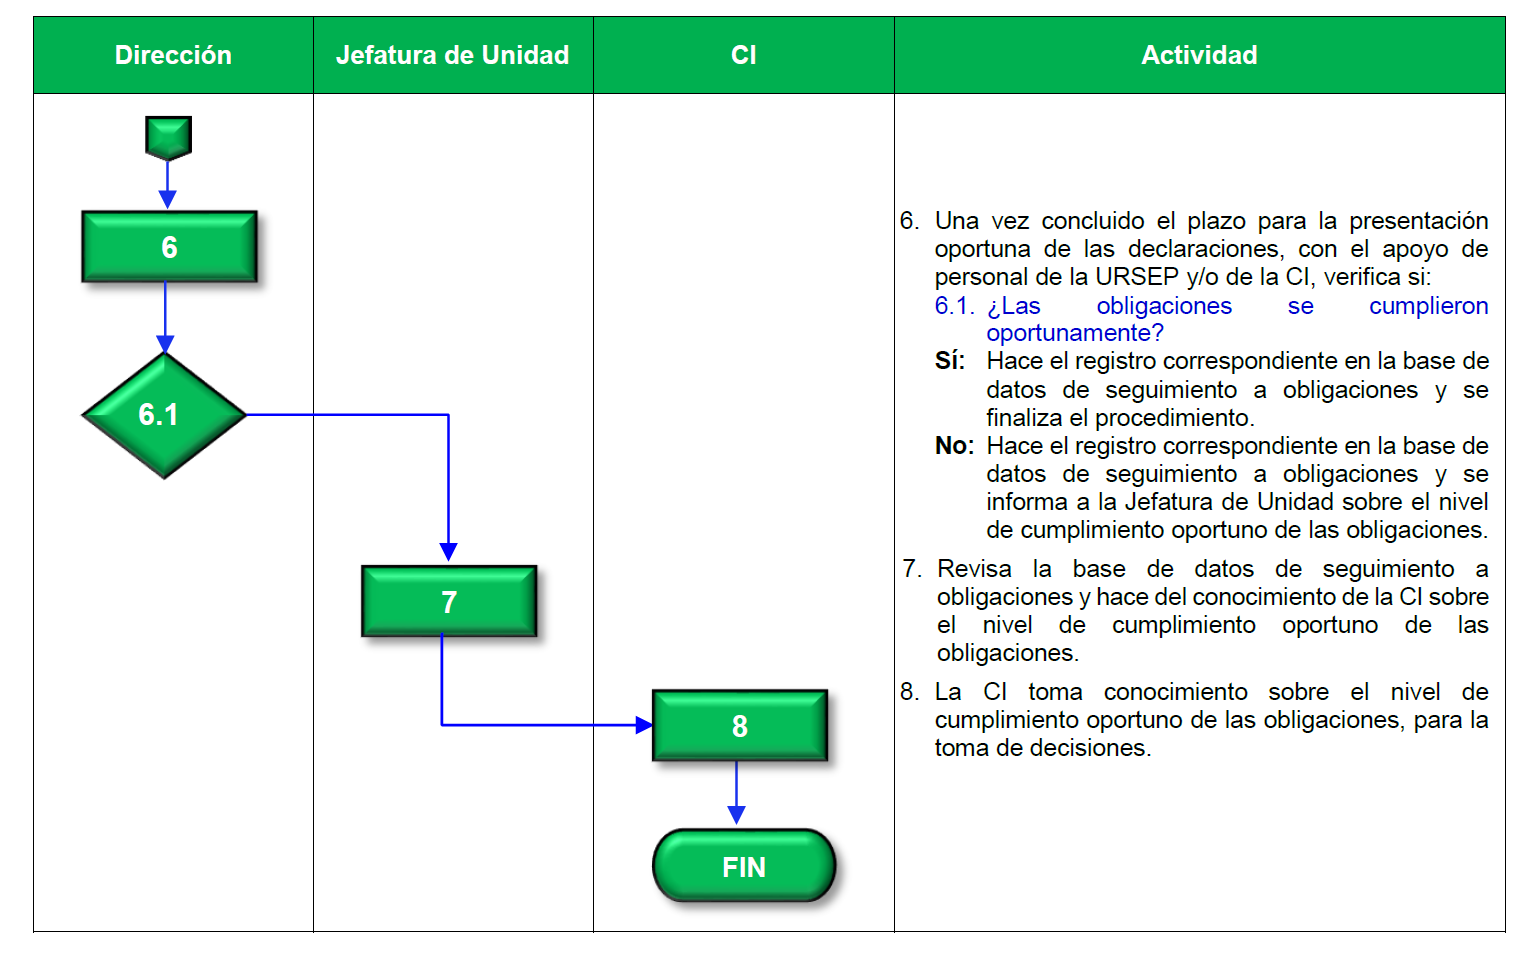 Dirección
Jefatura de Unidad
CI
Actividad
6
6.1
7
8
FIN
6. Una vez concluido el plazo para la presentación
oportuna de las declaraciones, con el apoyo de
personal de la URSEP y/o de la CI, verifica si:
6.1. ¿Las obligaciones se cumplieron
oportunamente?
Sí: Hace el registro correspondiente en la base de
datos de seguimiento a obligaciones y se
finaliza el procedimiento.
No: Hace el registro correspondiente en la base de
datos de seguimiento a obligaciones y se
informa a la Jefatura de Unidad sobre el nivel
de cumplimiento oportuno de las obligaciones.
7. Revisa la base de datos de seguimiento a
obligaciones y hace del conocimiento de la CI sobre
el nivel de cumplimiento oportuno de las
obligaciones.
8. La CI toma conocimiento sobre el nivel de
cumplimiento oportuno de las obligaciones, para la
toma de decisiones.